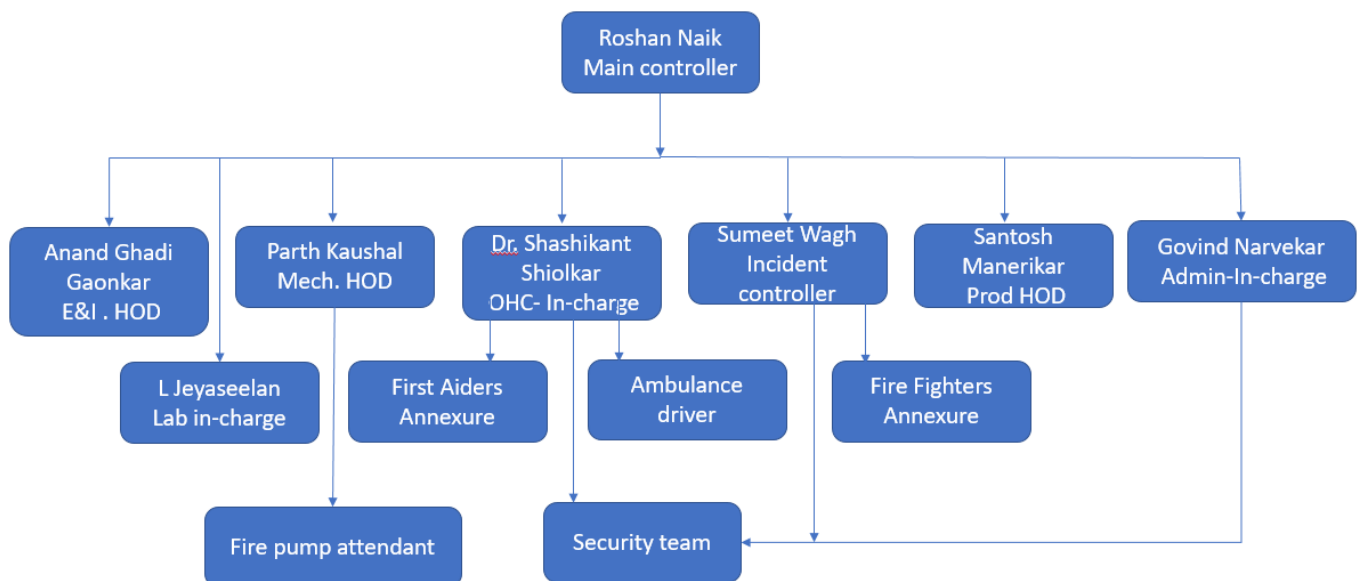 Roshan Naik
Main controller
Anand Ghadi
Gaonkar
E&I . HOD
Parth Kaushal
Mech. HOD
Dr. Shashikant
Shiolkar
OHC- In-charge
Sumeet Wagh
Incident
controller
Santosh
Manerikar
Prod HOD
Govind Narvekar
Admin-In-charge
L Jeyaseelan
Lab in-charge
First Aiders
Annexure
Ambulance
driver
Fire Fighters
Annexure
Fire pump attendant
Security team